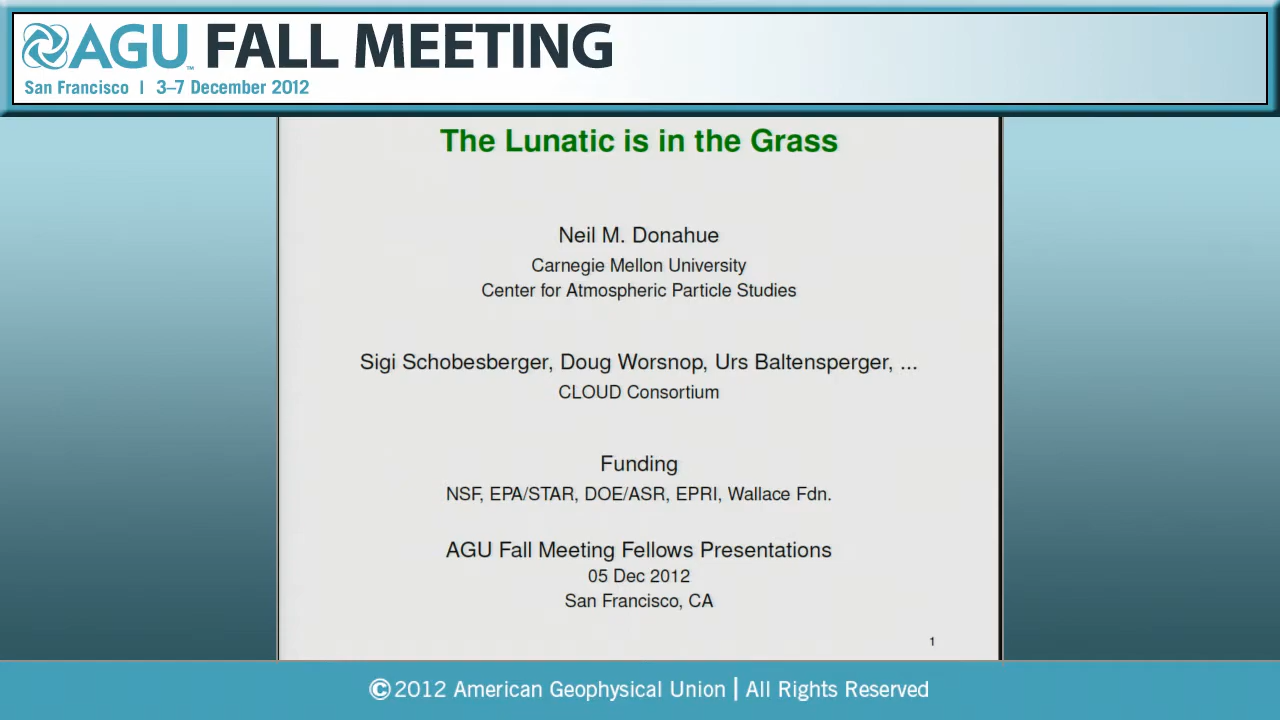 AGU™ FALL MEETING
San Francisco | 3–7 December 2012
The Lunatic is in the Grass
Neil M. Donahue
Carnegie Mellon University
Center for Atmospheric Particle Studies
Sigi Schobesberger, Doug Worsnop, Urs Baltensperger, ...
CLOUD Consortium
Funding
NSF, EPA/STAR, DOE/ASR, EPRI, Wallace Fdn.
AGU Fall Meeting Fellows Presentations
05 Dec 2012
San Francisco, CA
1
©2012 American Geophysical Union | All Rights Reserved